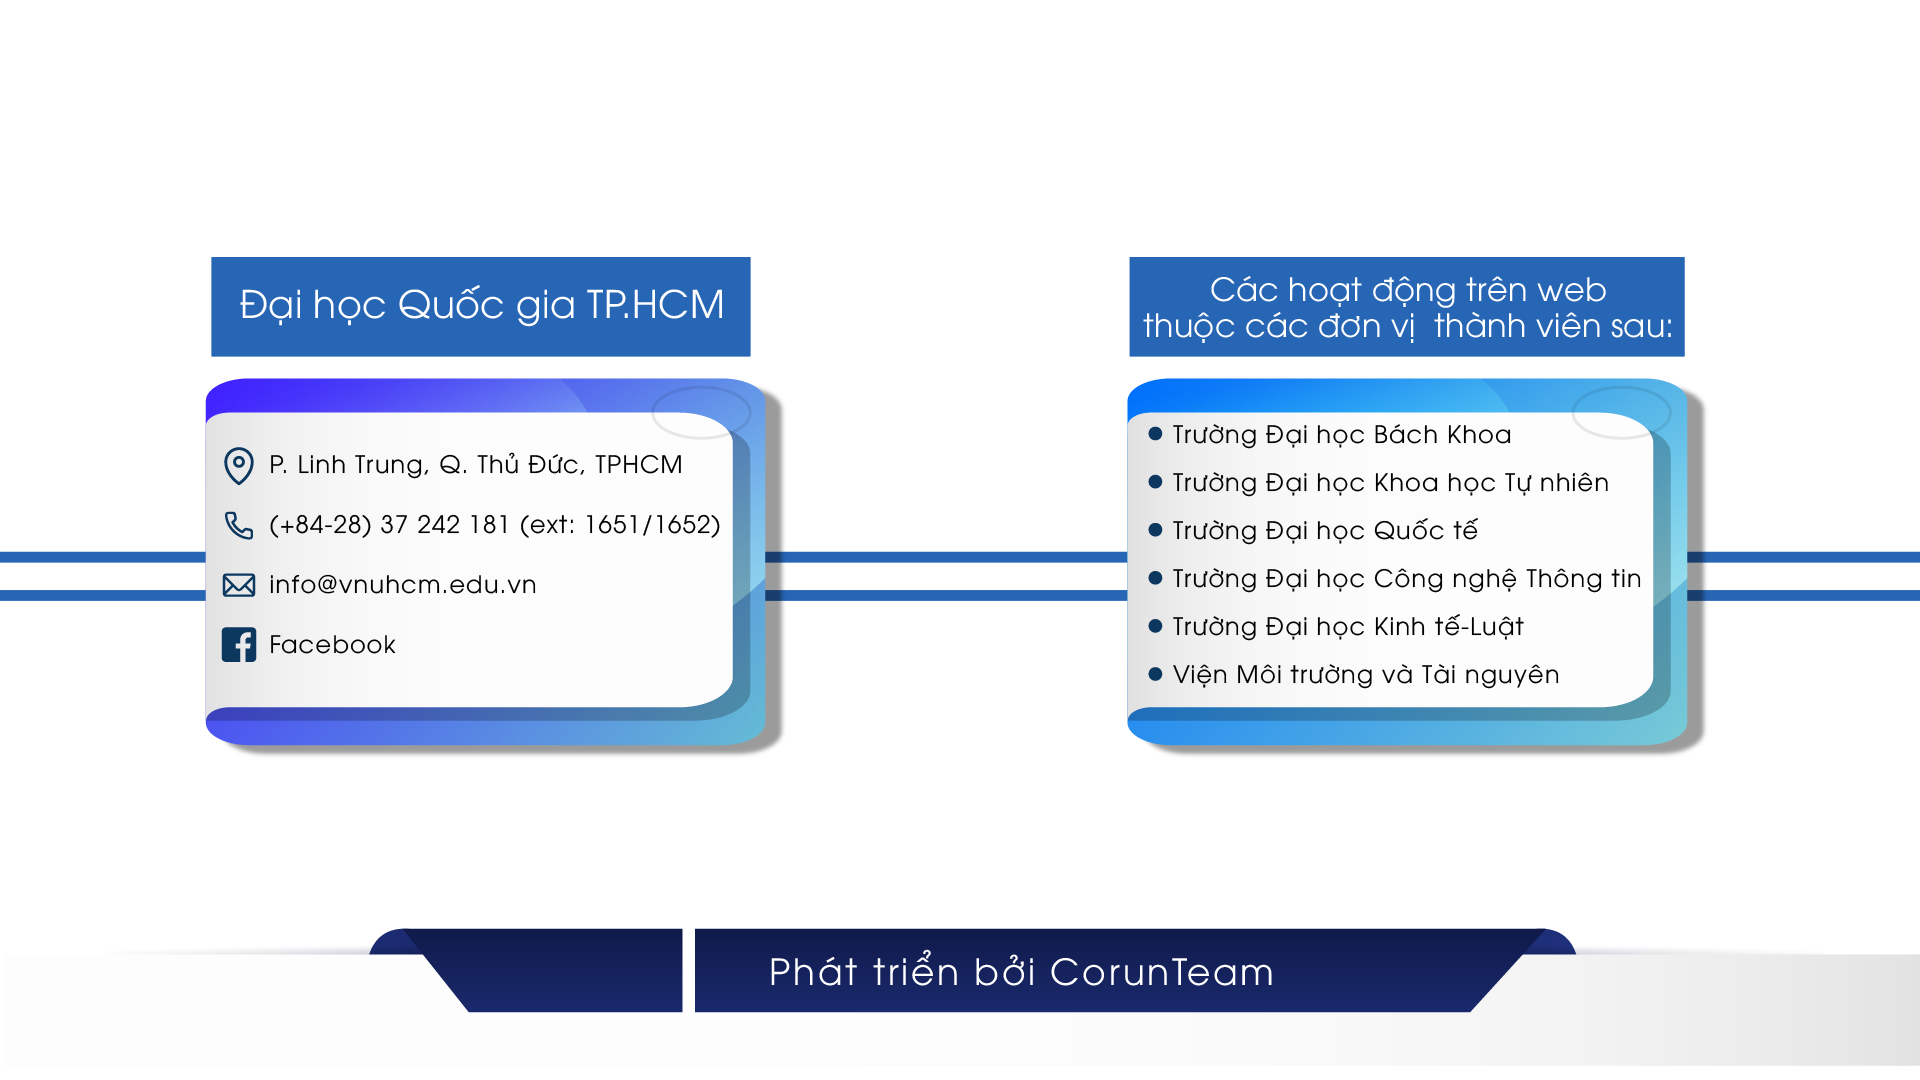 Đại học Quốc gia TP.HCM
P. Linh Trung, Q. Thủ Đức, TPHCM
(+84-28) 37 242 181 (ext: 1651/1652)
info@vnuhcm.edu.vn
Facebook
Các hoạt động trên web
thuộc các đơn vị thành viên sau:
Trường Đại học Bách Khoa
Trường Đại học Khoa học Tự nhiên
Trường Đại học Quốc tế
Trường Đại học Công nghệ Thông tin
Trường Đại học Kinh tế-Luật
Viện Môi trường và Tài nguyên
Phát triển bởi CorunTeam